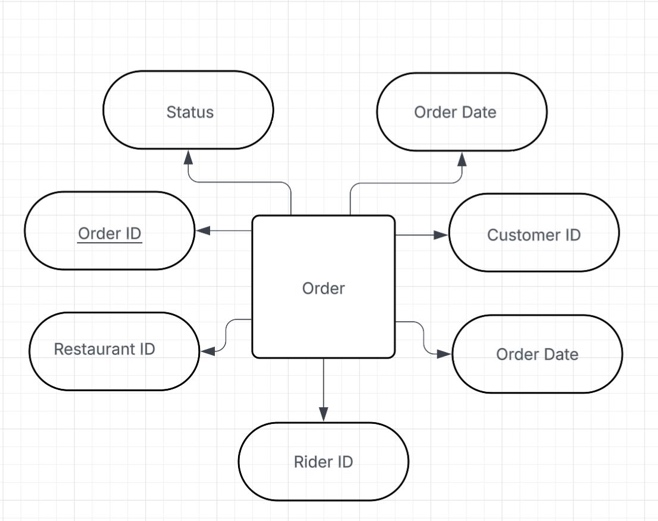 Status
Order Date
Order ID
Customer ID
Order
Restaurant ID
Order Date
Rider ID